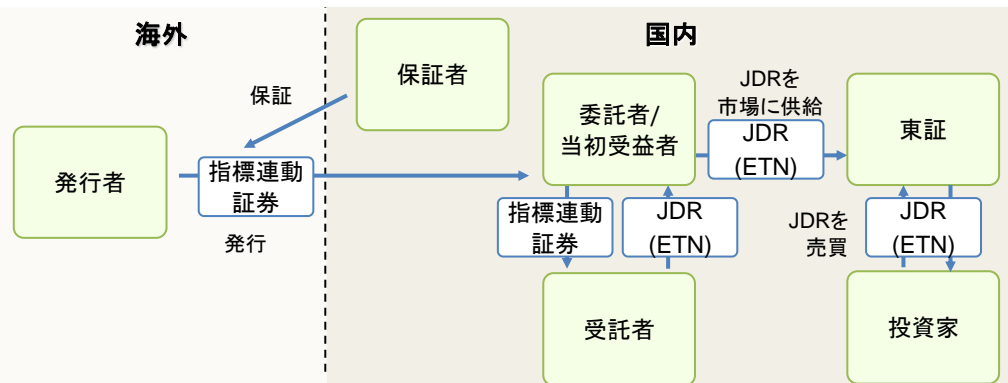 海外
国内
保証者
保証
発行者
指標連動
証券
発行
委託者/
当初受益者
JDRを
市場に供給
JDR
(ETN)
東証
指標連動
証券
JDR
(ETN)
JDRを
売買
JDR
(ETN)
受託者
投資家